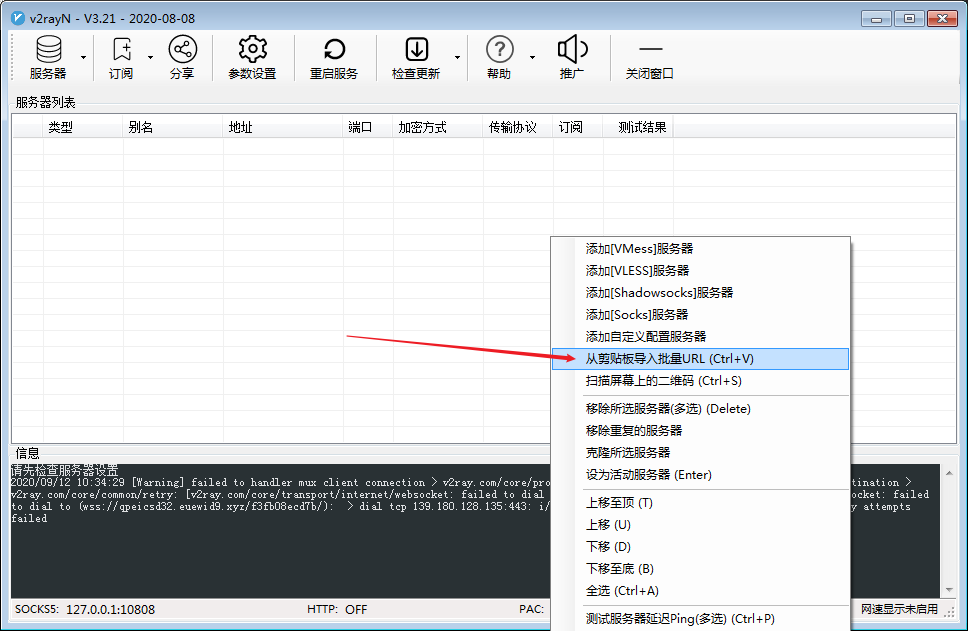 v2rayN - V3.21 - 2020-08-08
服务器 订阅 分享 参数设置 重启服务 检查更新 帮助 推广 关闭窗口
服务器列表
类型 别名 地址 端口 加密方式 传输协议 订阅 测试结果
添加[VMess]服务器
添加[VLESS]服务器
添加[Shadowsocks]服务器
添加[Socks]服务器
添加自定义配置服务器
从剪贴板导入批量URL (Ctrl+V)
扫描屏幕上的二维码 (Ctrl+S)
移除所选服务器(多选) (Delete)
移除重复的服务器
克隆所选服务器
设为活动服务器 (Enter)
上移至顶 (T)
上移 (U)
下移 (D)
下移至底 (B)
全选 (Ctrl+A)
测试服务器延迟Ping(多选) (Ctrl+P)
信息
请先检查服务器设置
2020/09/12 10:34:29 [Warning] failed to handler mux client connection > v2ray.com/core/pro tination >
v2ray.com/core/common/retry: [v2ray.com/core/transport/internet/websocket: failed to dial ocket: failed
to dial to (wss://qpeicsd32.euewid9.xyz/f3fb08ecd7b/): > dial tcp 139.180.128.135:443: i/ y attempts
failed
SOCKS5: 127.0.0.1:10808 HTTP: OFF PAC: 网速显示未启用